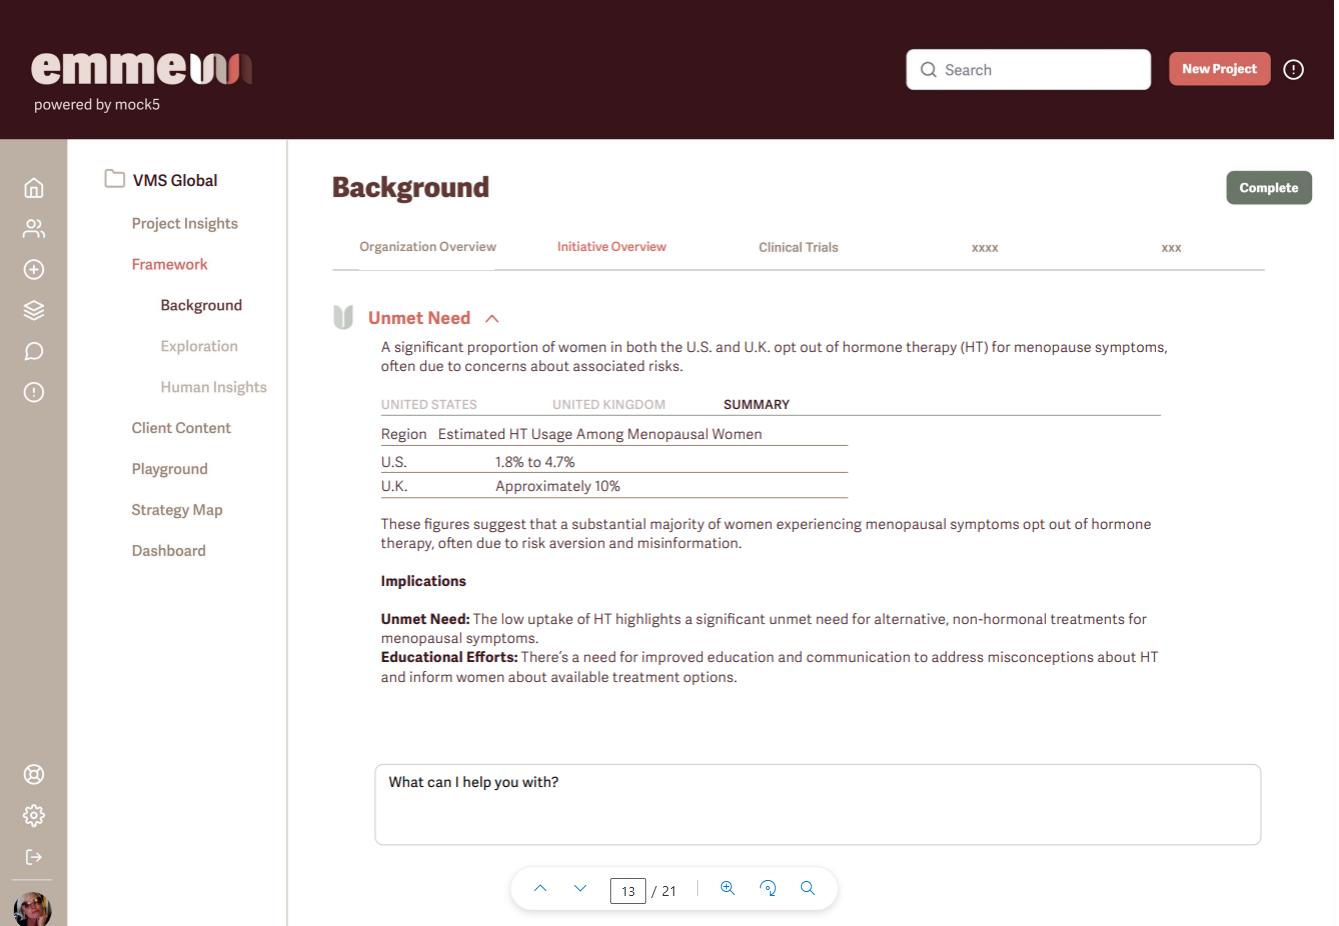 emme
powered by mock5
Search
New Project
VMS Global
Project Insights
Framework
Background
Exploration
Human Insights
Client Content
Playground
Strategy Map
Dashboard
Background
Complete
Organization Overview
Initiative Overview
Clinical Trials
xxxx
xxx
Unmet Need
A significant proportion of women in both the U.S. and U.K. opt out of hormone therapy (HT) for menopause symptoms,
often due to concerns about associated risks.
UNITED STATES
UNITED KINGDOM
SUMMARY
Region Estimated HT Usage Among Menopausal Women
U.S. 1.8% to 4.7%
U.K. Approximately 10%
These figures suggest that a substantial majority of women experiencing menopausal symptoms opt out of hormone
therapy, often due to risk aversion and misinformation.
Implications
Unmet Need: The low uptake of HT highlights a significant unmet need for alternative, non-hormonal treatments for
menopausal symptoms.
Educational Efforts: There's a need for improved education and communication to address misconceptions about HT
and inform women about available treatment options.
What can I help you with?
13 / 21